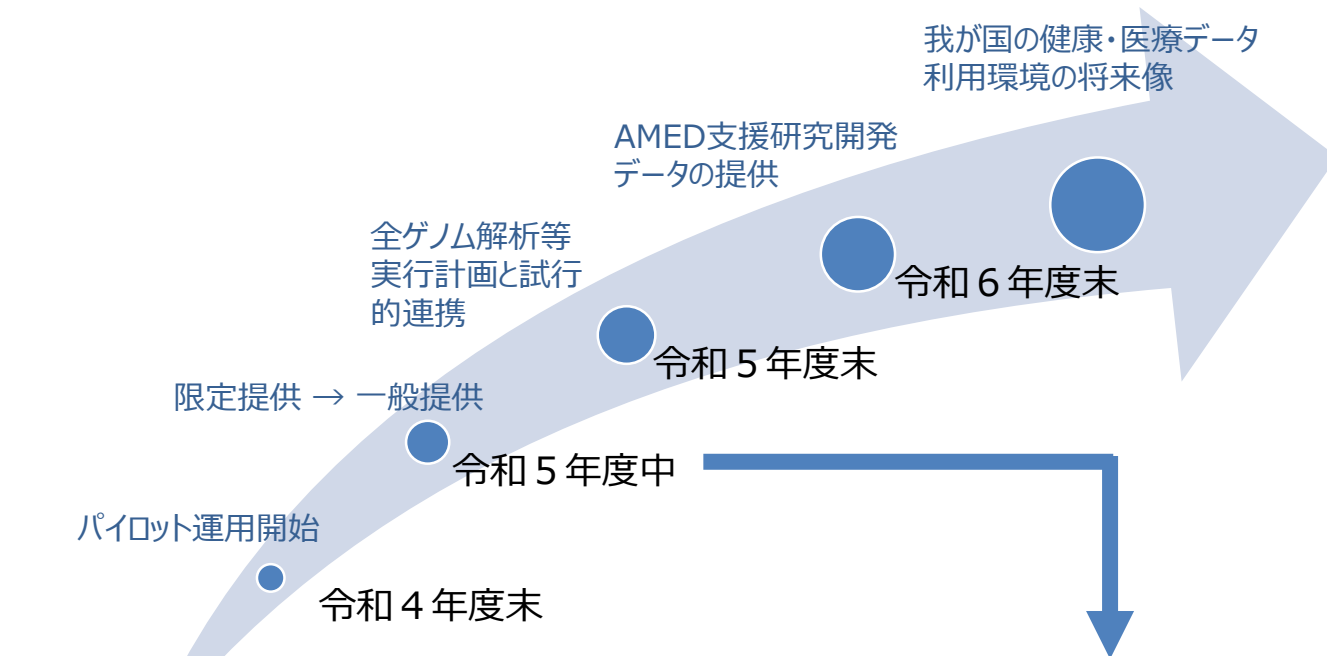 我が国の健康・医療データ
利用環境の将来像
AMED支援研究開発
データの提供
令和６年度末
全ゲノム解析等
実行計画と試行
的連携
令和５年度末
限定提供 → 一般提供
令和５年度中
パイロット運用開始
令和４年度末